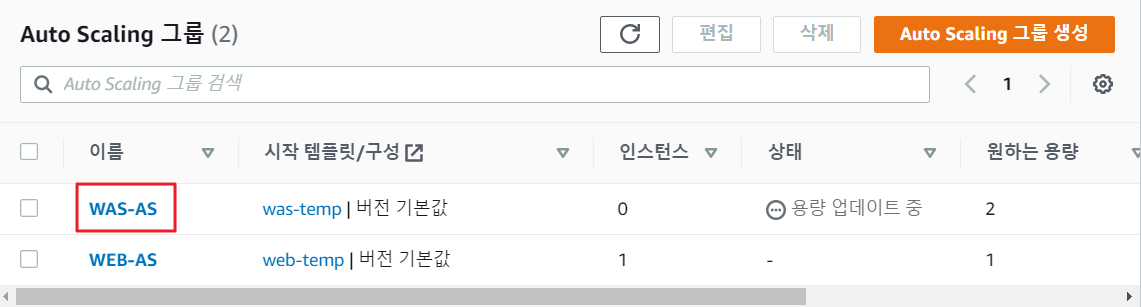 Auto Scaling 그룹 (2) 편집 삭제 Auto Scaling 그룹 생성
Auto Scaling 그룹 검색 1
이름 시작 템플릿/구성 인스턴스 상태 원하는 용량
WAS-AS was-temp | 버전 기본값 0 용량 업데이트 중 2
WEB-AS web-temp | 버전 기본값 1 - 1